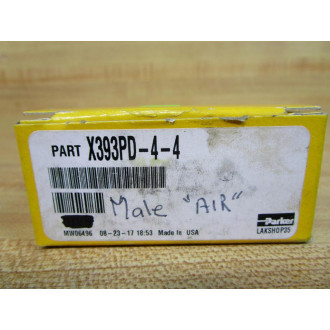 PART X393PD-4-4
Male "AIR"
Parker
MW06496 08-23-17 16:53 Made in USA
LAKSHOP35